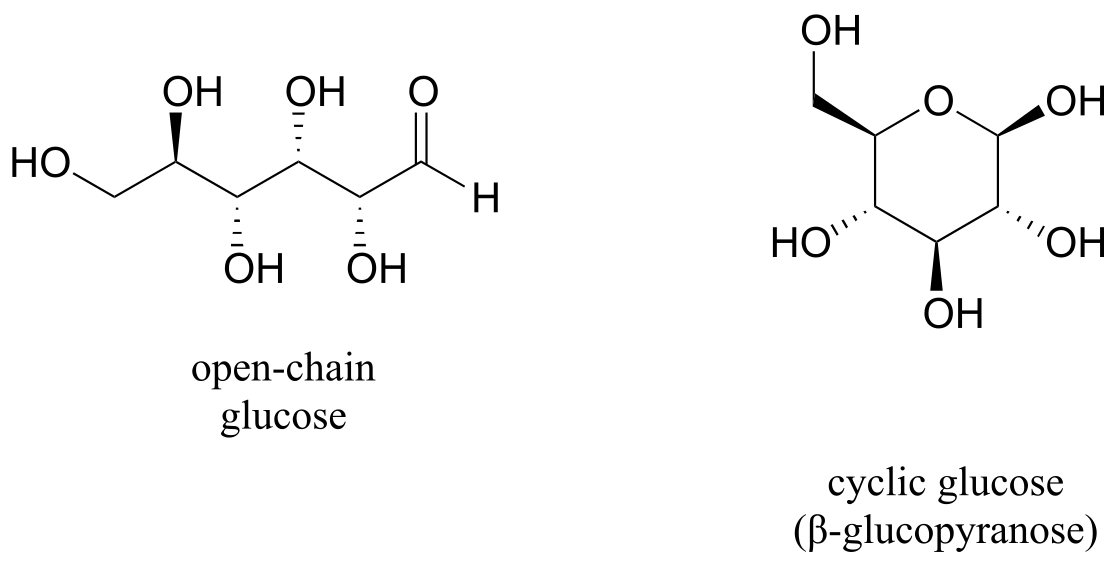 OH OH O
HO
H
OH OH
open-chain
glucose
OH
O OH
HO OH
OH
cyclic glucose
(β-glucopyranose)